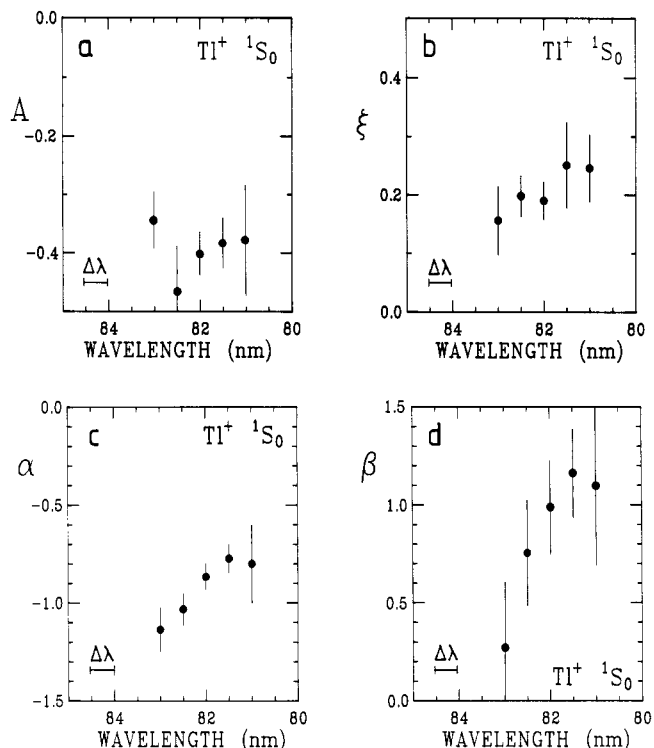 a Tl⁺ ¹S₀
0.0
−0.2
−0.4
A
Δλ
84 82 80
WAVELENGTH (nm)
b Tl⁺ ¹S₀
0.4
0.2
0.0
ξ
Δλ
84 82 80
WAVELENGTH (nm)
c Tl⁺ ¹S₀
0.0
−0.5
−1.0
−1.5
α
Δλ
84 82 80
WAVELENGTH (nm)
d
1.5
1.0
0.5
0.0
β
Δλ
Tl⁺ ¹S₀
84 82 80
WAVELENGTH (nm)